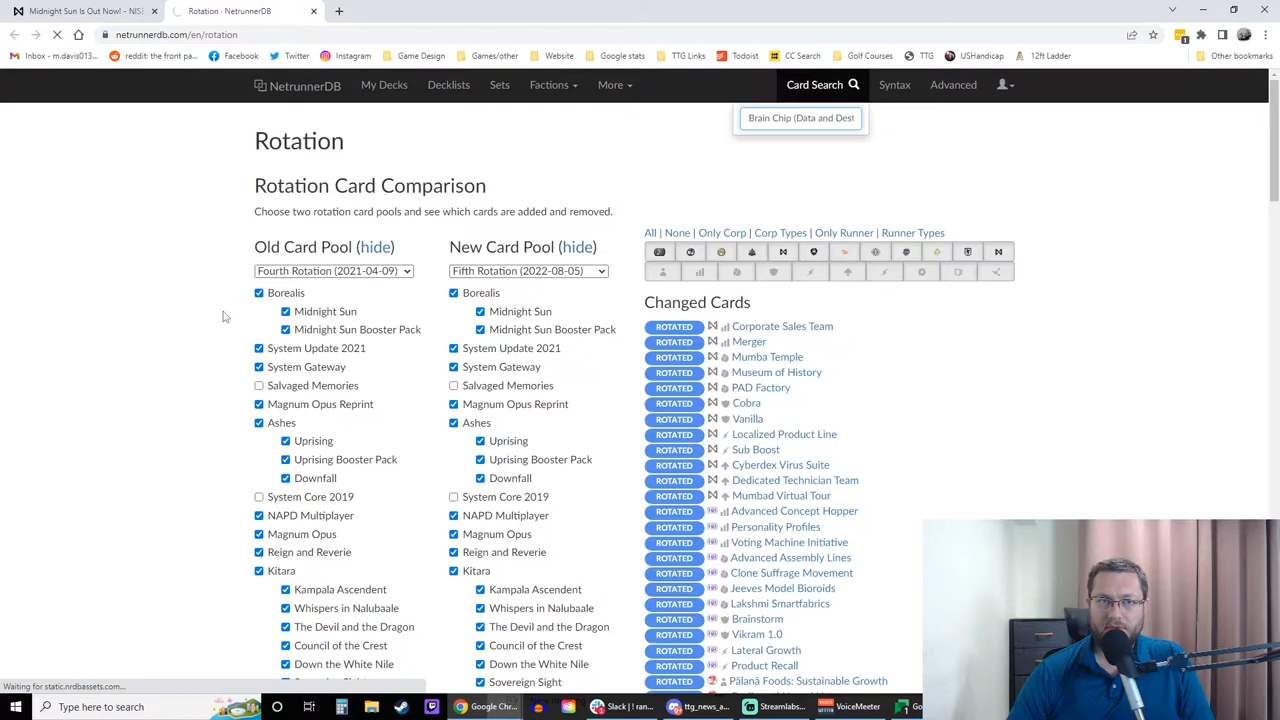 Midnight Sun Is Out Now! - NISE
Rotation · NetrunnerDB
netrunnerdb.com/en/rotation
Inbox - m.davis013...
reddit: the front pa...
Facebook
Twitter
Instagram
Game Design
Games/other
Website
Google stats
TTG Links
Todoist
CC Search
Golf Courses
TTG
USHandicap
12ft Ladder
Other bookmarks
NetrunnerDB
My Decks
Decklists
Sets
Factions
More
Card Search
Syntax
Advanced
Brain Chip (Data and Dest
Rotation
Rotation Card Comparison
Choose two rotation card pools and see which cards are added and removed.
Old Card Pool (hide)
Fourth Rotation (2021-04-09)
Borealis
Midnight Sun
Midnight Sun Booster Pack
System Update 2021
System Gateway
Salvaged Memories
Magnum Opus Reprint
Ashes
Uprising
Uprising Booster Pack
Downfall
System Core 2019
NAPD Multiplayer
Magnum Opus
Reign and Reverie
Kitara
Kampala Ascendent
Whispers in Nalubaale
The Devil and the Dragon
Council of the Crest
Down the White Nile
New Card Pool (hide)
Fifth Rotation (2022-08-05)
Borealis
Midnight Sun
Midnight Sun Booster Pack
System Update 2021
System Gateway
Salvaged Memories
Magnum Opus Reprint
Ashes
Uprising
Uprising Booster Pack
Downfall
System Core 2019
NAPD Multiplayer
Magnum Opus
Reign and Reverie
Kitara
Kampala Ascendent
Whispers in Nalubaale
The Devil and the Dragon
Council of the Crest
Down the White Nile
Sovereign Sight
All | None | Only Corp | Corp Types | Only Runner | Runner Types
Changed Cards
ROTATED Corporate Sales Team
ROTATED Merger
ROTATED Mumba Temple
ROTATED Museum of History
ROTATED PAD Factory
ROTATED Cobra
ROTATED Vanilla
ROTATED Localized Product Line
ROTATED Sub Boost
ROTATED Cyberdex Virus Suite
ROTATED Dedicated Technician Team
ROTATED Mumbad Virtual Tour
ROTATED Advanced Concept Hopper
ROTATED Personality Profiles
ROTATED Voting Machine Initiative
ROTATED Advanced Assembly Lines
ROTATED Clone Suffrage Movement
ROTATED Jeeves Model Bioroids
ROTATED Lakshmi Smartfabrics
ROTATED Brainstorm
ROTATED Vikram 1.0
ROTATED Lateral Growth
ROTATED Product Recall
ROTATED Pālanā Foods: Sustainable Growth
Waiting for static.nrdbassets.com...
Type here to search
Google Chr...
Slack | ! ran...
ttg_news_a...
Streamlabs...
VoiceMeeter